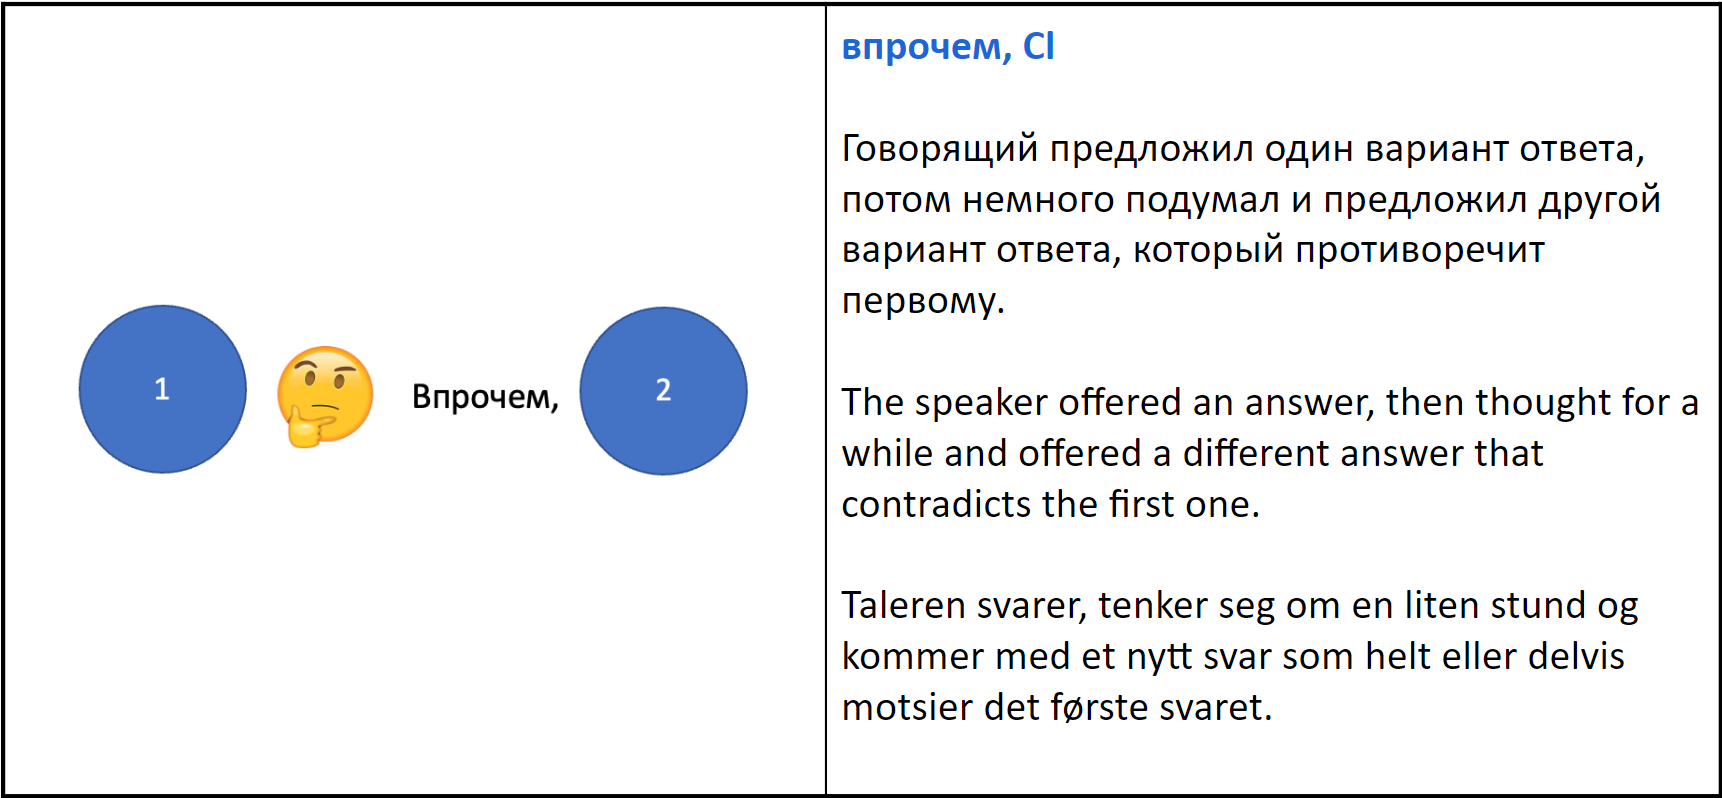 1
Впрочем,
2
впрочем, Cl
Говорящий предложил один вариант ответа,
потом немного подумал и предложил другой
вариант ответа, который противоречит
первому.
The speaker offered an answer, then thought for a
while and offered a different answer that
contradicts the first one.
Taleren svarer, tenker seg om en liten stund og
kommer med et nytt svar som helt eller delvis
motsier det første svaret.